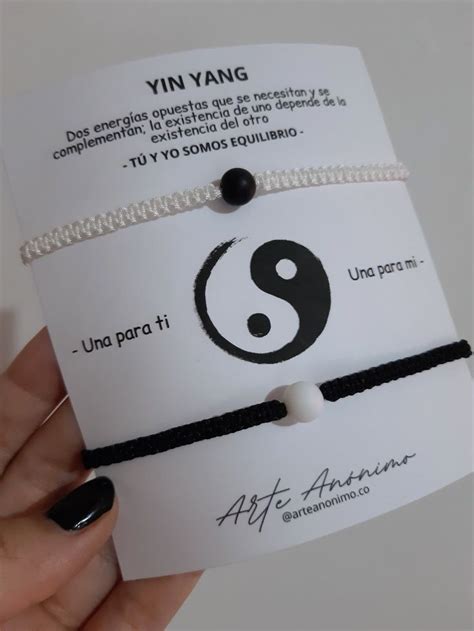 YIN YANG
Dos energías opuestas que se necesitan y se
complementan; la existencia de uno depende de la
existencia del otro
- TÚ Y YO SOMOS EQUILIBRIO -
Una para mi -
- Una para ti
Arte Anónimo
@arteanonimo.co